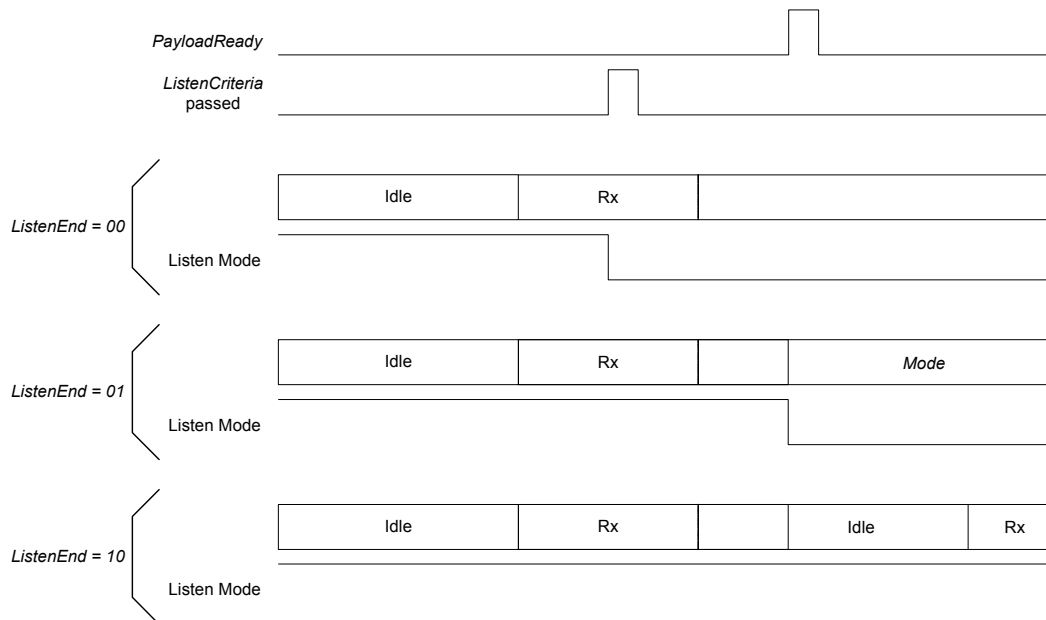 PayloadReady
ListenCriteria
passed
Idle
Rx
ListenEnd = 00
Listen Mode
Idle
Rx
Mode
ListenEnd = 01
Listen Mode
Idle
Rx
Idle
Rx
ListenEnd = 10
Listen Mode